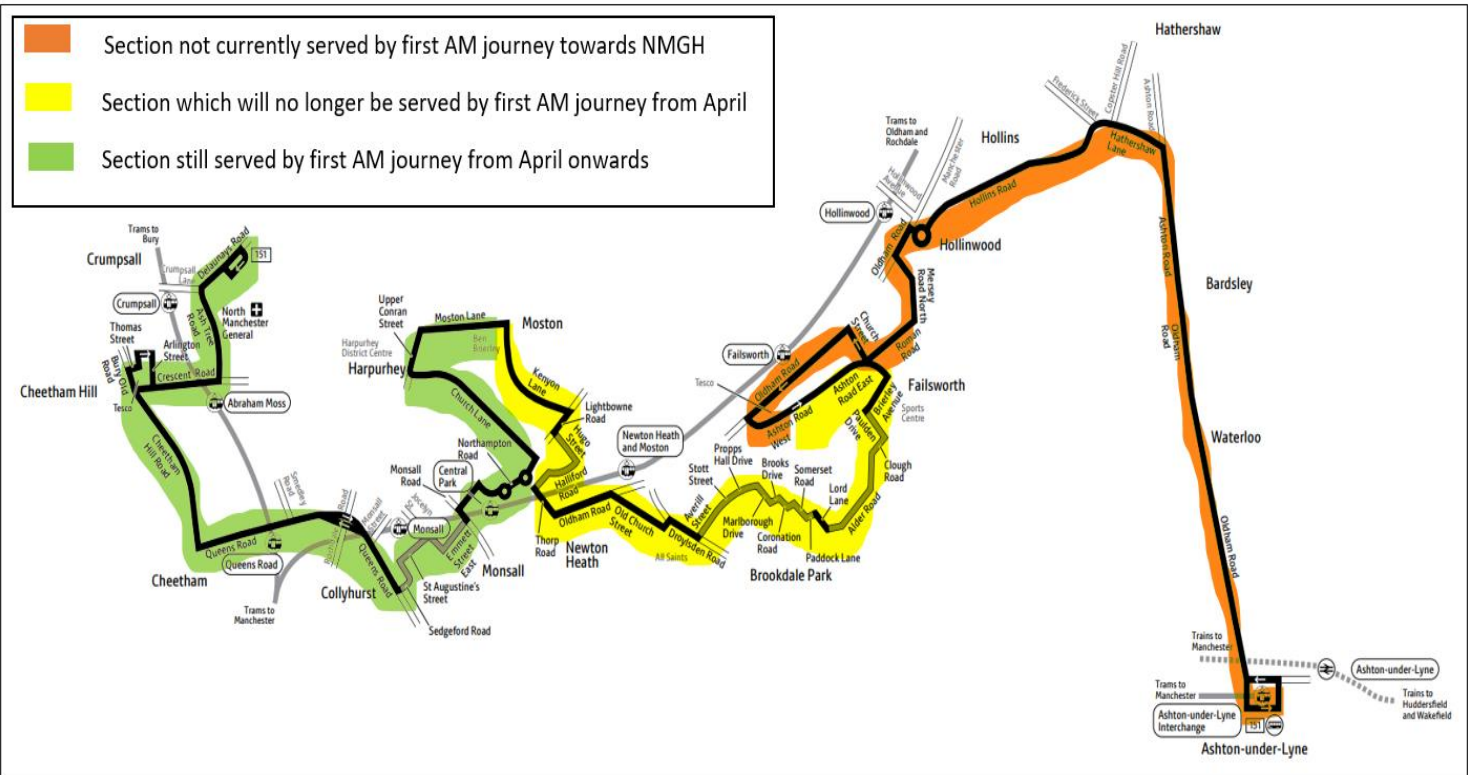 Section not currently served by first AM journey towards NMGH
Section which will no longer be served by first AM journey from April
Section still served by first AM journey from April onwards
Hathershaw
Frederick Street
Copster Hill Road
Ashton Road
Hathershaw
Lane
Trams to
Oldham and
Rochdale
Hollins
Manchester
Road
Hollins Road
Hollinwood
Avenue
Hollinwood
Oldham Road
Hollinwood
Mersey
Road North
Ashton Road
Bardsley
Oldham
Road
Trams to
Bury
Crumpsall
Crumpsall
Lane
Delaunays Road
151
Crumpsall
Ash Tree
Road
North
Manchester
General
Thomas
Street
Arlington
Street
Bury Old
Road
Crescent Road
Cheetham Hill
Tesco
Abraham Moss
Cheetham
Hill Road
Upper
Conran
Street
Moston Lane
Moston
Harpurhey
District Centre
Ben
Brierley
Harpurhey
Kenyon
Lane
Church Lane
Lightbowne
Road
Hugo
Street
Northampton
Road
Halliford
Road
Newton Heath
and Moston
Church
Street
Roman
Road
Failsworth
Tesco
Oldham Road
Ashton
Road East
Ashton Road
West
Failsworth
Brierley
Avenue
Sports
Centre
Paulden
Drive
Clough
Road
Waterloo
Smedley
Road
Monsall
Street
Queens Road
Queens Road
Cheetham
Trams to
Manchester
Collyhurst
Queens Road
Monsall
Monsall
Road
Central
Park
Jocelyn
St
Emmett
Street
East
Monsall
St Augustine's
Street
Sedgeford Road
Thorp
Road
Oldham Road
Newton
Heath
Old Church
Street
Droylsden Road
All Saints
Averill
Street
Stott
Street
Propps
Hall Drive
Brooks
Drive
Somerset
Road
Lord
Lane
Alder Road
Marlborough
Drive
Coronation
Road
Paddock Lane
Brookdale Park
Oldham Road
Trains to
Manchester
Ashton-under-Lyne
Trams to
Manchester
Trains to
Huddersfield
and Wakefield
Ashton-under-Lyne
Interchange
151
Ashton-under-Lyne